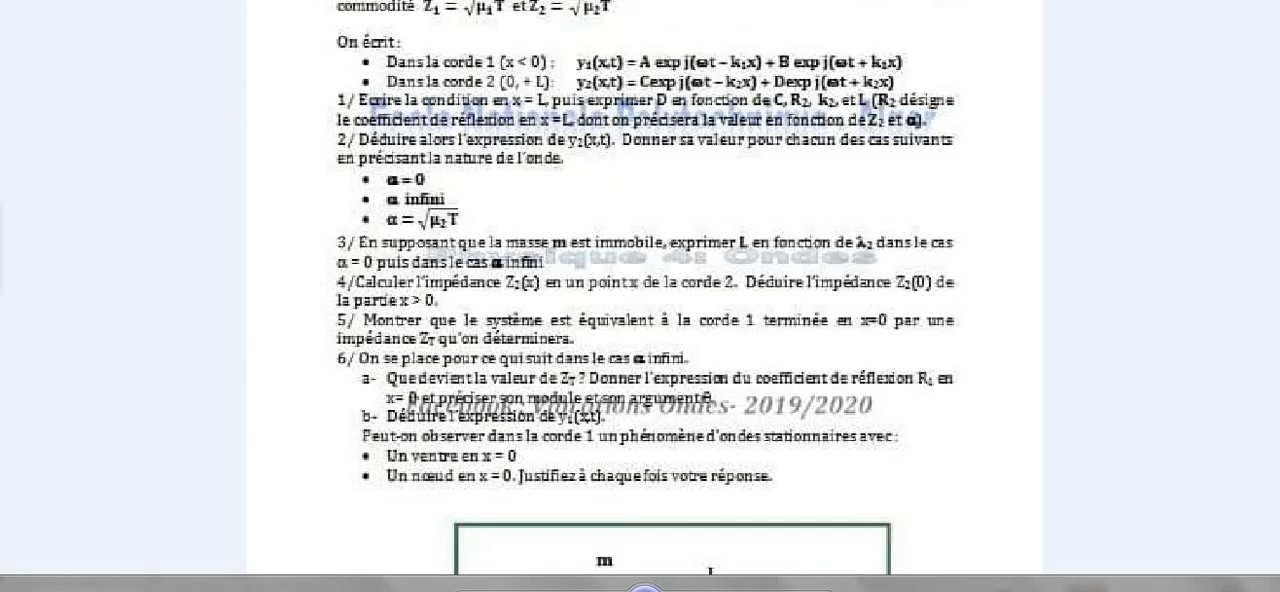 commodité Z₁ = √μ₁T et Z₂ = √μ₂T
On écrit :
• Dans la corde 1 (x < 0) : y₁(x,t) = A exp j(ωt – k₁x) + B exp j(ωt + k₁x)
• Dans la corde 2 (0, + L): y₂(x,t) = Cexp j(ωt – k₂x) + Dexp j(ωt + k₂x)
1/ Ecrire la condition en x = L, puis exprimer D en fonction de C, R₂, k₂, et L (R₂ désigne
le coefficient de réflexion en x =L dont on précisera la valeur en fonction de Z₂ et α).
2/ Déduire alors l'expression de y₂(x,t). Donner sa valeur pour chacun des cas suivants
en précisant la nature de l'onde.
• α = 0
• α infini
• α = √μ₂T
3/ En supposant que la masse m est immobile, exprimer L en fonction de λ₂ dans le cas
α = 0 puis dans le cas α infini
4/Calculer l'impédance Z₂(x) en un point x de la corde 2. Déduire l'impédance Z₂(0) de
la partie x > 0.
5/ Montrer que le système est équivalent à la corde 1 terminée en x=0 par une
impédance Z_T qu'on déterminera.
6/ On se place pour ce qui suit dans le cas α infini.
a- Que devient la valeur de Z_T ? Donner l'expression du coefficient de réflexion R₁ en
x= 0 et préciser son module et son argument θ.
Facebook : Vibrations Ondes- 2019/2020
b- Déduire l'expression de y₁(x,t).
Peut-on observer dans la corde 1 un phénomène d'ondes stationnaires avec :
• Un ventre en x = 0
• Un nœud en x = 0. Justifiez à chaque fois votre réponse.
m